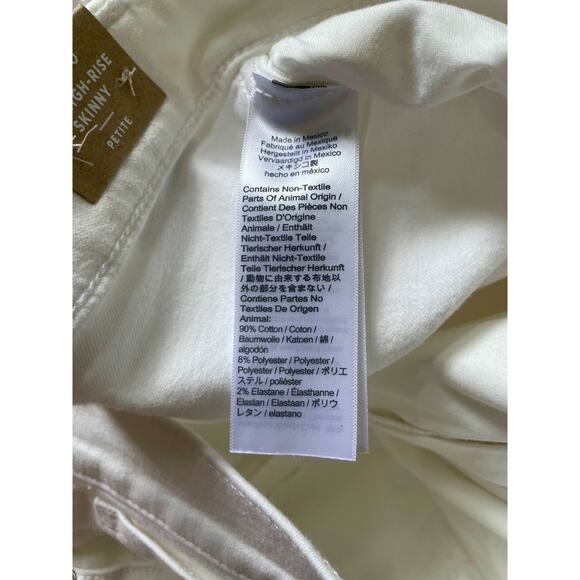 GH-RISE
SKINNY
PETITE
Made in Mexico
Fabriqué au Mexique
Hergestellt in Mexiko
Vervaardigd in Mexico
メキシコ製
hecho en méxico
Contains Non-Textile
Parts Of Animal Origin /
Contient Des Pièces Non
Textiles D'Origine
Animale / Enthält
Nicht-Textile Teile
Tierischer Herkunft /
Enthält Nicht-Textile
Teile Tierischer Herkunft
/ 動物に由来する布地以
外の部分を含まない /
Contiene Partes No
Textiles De Origen
Animal:
90% Cotton / Coton /
Baumwolle / Katoen / 綿 /
algodón
8% Polyester / Polyester /
Polyester / Polyester / ポリエ
ステル / poliéster
2% Elastane / Élasthanne /
Elastan / Elastaan / ポリウ
レタン / elastano